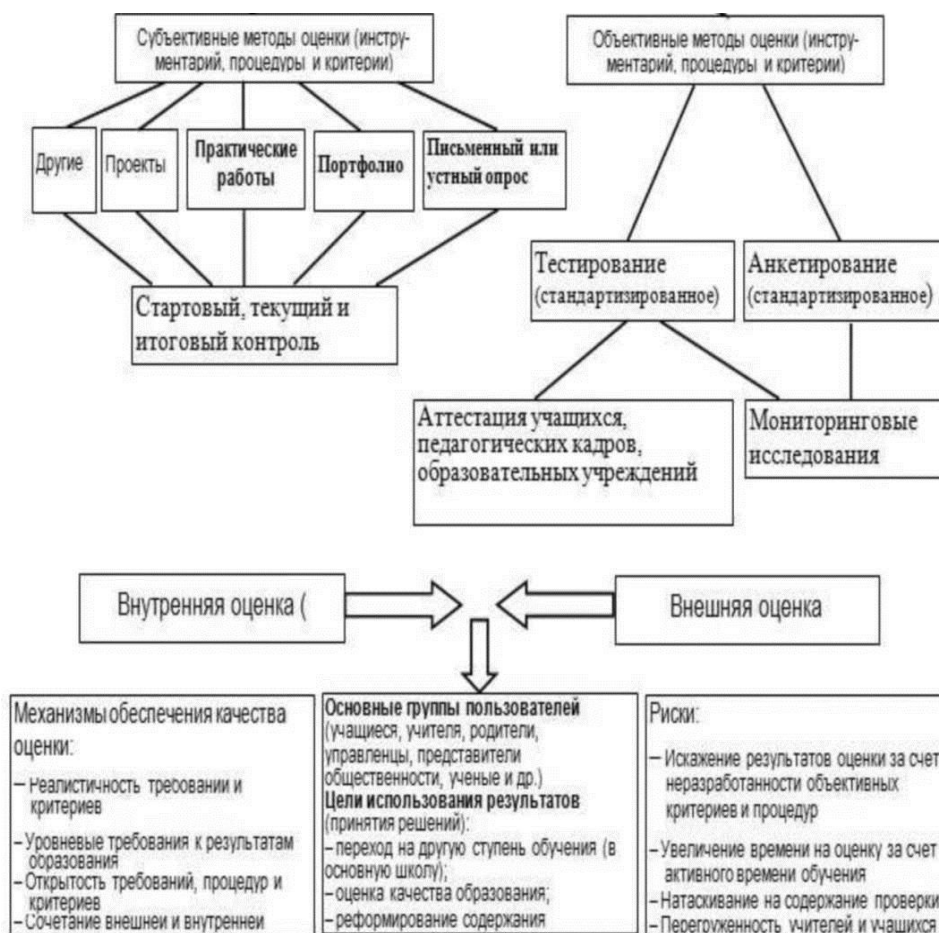 Субъективные методы оценки (инстру-
ментарий, процедуры и критерии)
Объективные методы оценки (инстру-
ментарий, процедуры и критерии)
Другие
Проекты
Практические
работы
Портфолио
Письменный или
устный опрос
Тестирование
(стандартизированное)
Анкетирование
(стандартизированное)
Стартовый, текущий и
итоговый контроль
Аттестация учащихся,
педагогических кадров,
образовательных учреждений
Мониторинговые
исследования
Внутренняя оценка (
Внешняя оценка
Механизмы обеспечения качества
оценки:
– Реалистичность требовании и
критериев
– Уровневые требования к результатам
образования
– Открытость требований, процедур и
критериев
– Сочетание внешнеи и внутреннеи
Основные группы пользователей
(учащиеся, учителя, родители,
управленцы, представители
общественности, ученые и др.)
Цели использования результатов
(принятия решений):
– переход на другую ступень обучения (в
основную школу);
– оценка качества образования;
– реформирование содержания
Риски:
– Искажение результатов оценки за счет
неразработанности объективных
критериев и процедур
– Увеличение времени на оценку за счет
активного времени обучения
– Натаскивание на содержание проверки
– Перегруженность учителей и учащихся